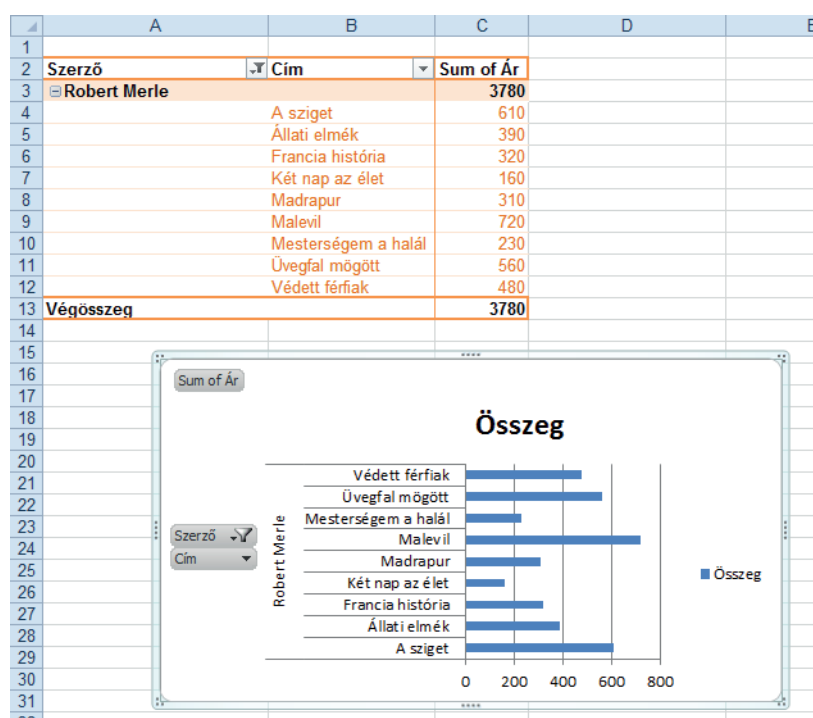 A B C D E
1
2 Szerző Cím Sum of Ár
3 Robert Merle 3780
4 A sziget 610
5 Állati elmék 390
6 Francia história 320
7 Két nap az élet 160
8 Madrapur 310
9 Malevil 720
10 Mesterségem a halál 230
11 Üvegfal mögött 560
12 Védett férfiak 480
13 Végösszeg 3780
14
15
16 Sum of Ár
17
18 Összeg
19
20
21 Védett férfiak
22 Üvegfal mögött
23 Mesterségem a halál
Szerző
24 Malevil
25 Cím Madrapur
Robert Merle
Összeg
26 Két nap az élet
27 Francia história
28 Állati elmék
29 A sziget
30 0 200 400 600 800
31